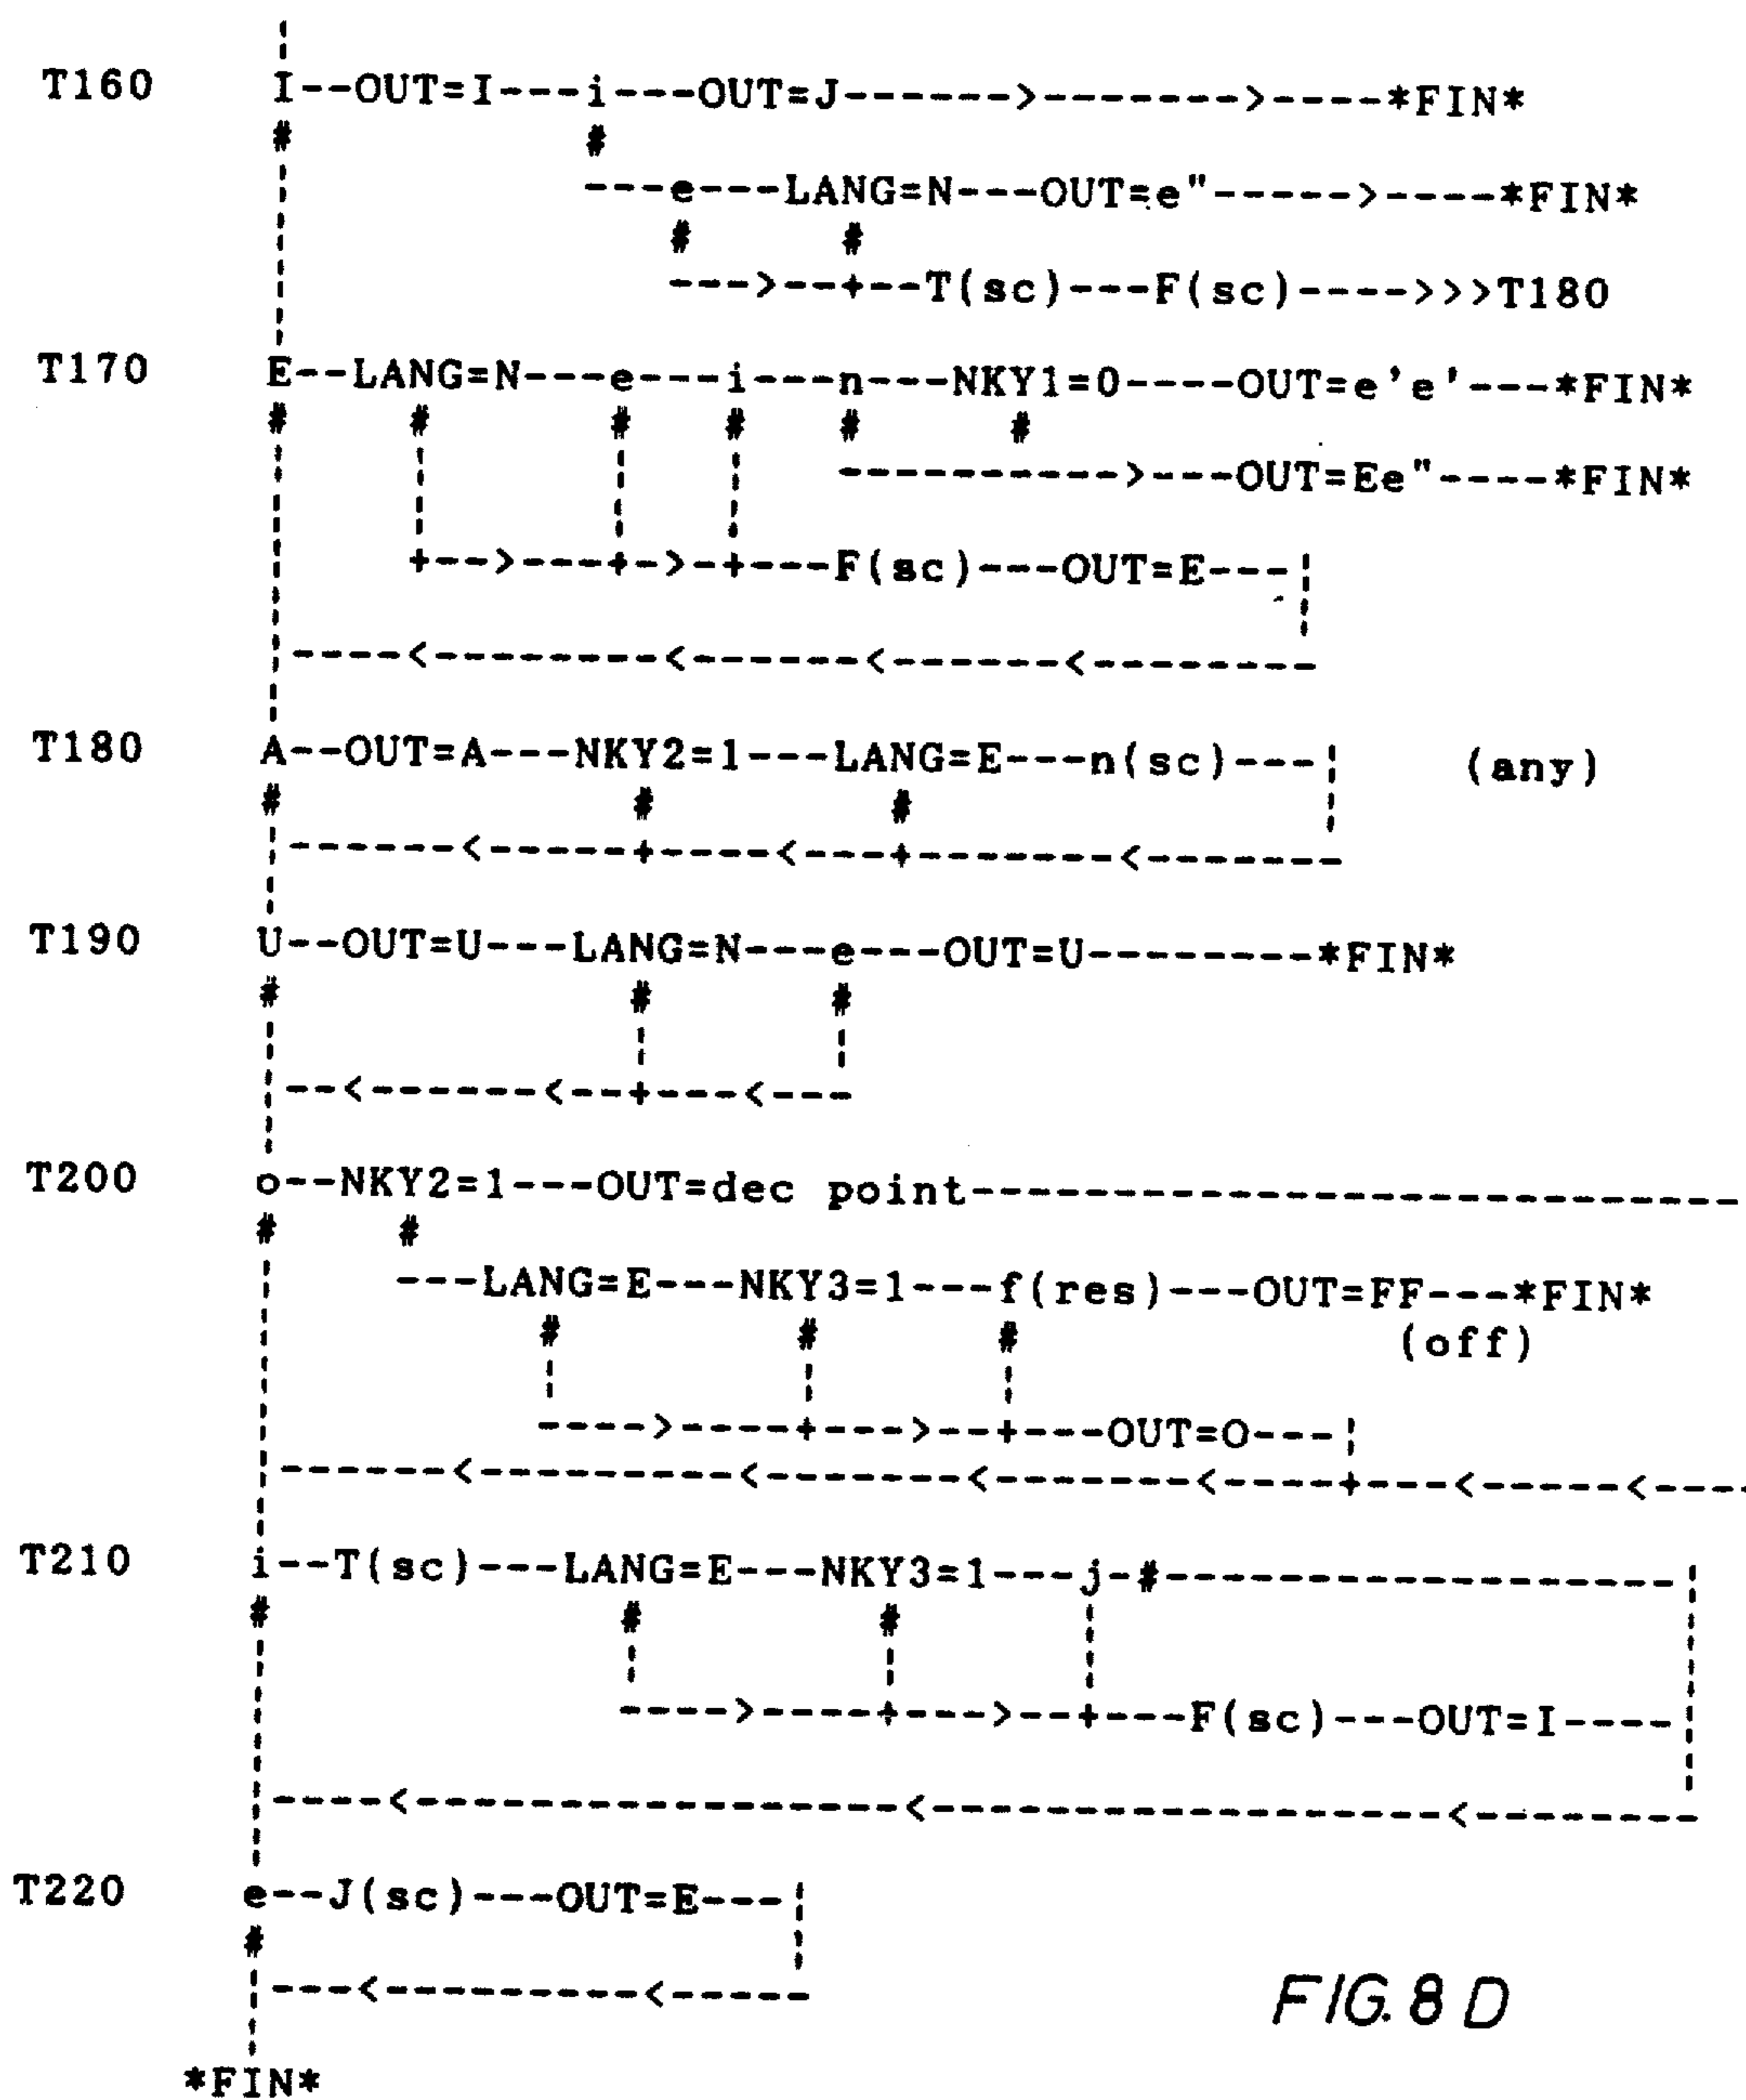 T160 I--OUT=I---i---OUT=J------>------->----*FIN*
# #
---e---LANG=N---OUT=e"----->----*FIN*
# #
--->--+--T(sc)---F(sc)---->>>T180
T170 E--LANG=N---e---i---n---NKY1=0----OUT=e'e'---*FIN*
# # # # # #
---------->---OUT=Ee"----*FIN*
+-->----+->-+---F(sc)---OUT=E---¦
----<---------<------<------<--------
T180 A--OUT=A---NKY2=1---LANG=E---n(sc)---¦ (any)
# # #
------<-----+----<---+-------<-------
T190 U--OUT=U---LANG=N---e---OUT=U--------*FIN*
# # #
--<------<--+---<---
T200 o--NKY2=1---OUT=dec point---------------------------
# #
---LANG=E---NKY3=1---f(res)---OUT=FF---*FIN*
# # # (off)
---->----+--->--+---OUT=O---¦
------<---------<-------<-------<----+---<-----<----
T210 i--T(sc)---LANG=E---NKY3=1---j-#------------------¦
# # #
---->----+--->--+---F(sc)---OUT=I----
----<-----------------<------------------<--------
T220 e--J(sc)---OUT=E---¦
#
---<---------<-----
*FIN*
FIG. 8 D